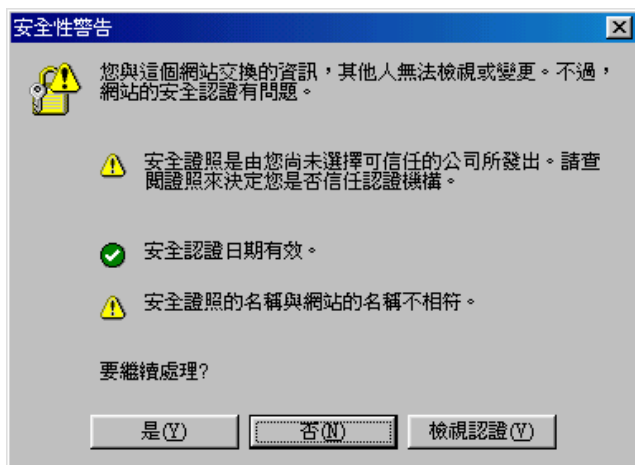 安全性警告
您與這個網站交換的資訊，其他人無法檢視或變更。不過，
網站的安全認證有問題。
安全證照是由您尚未選擇可信任的公司所發出。請查
閱證照來決定您是否信任認證機構。
安全認證日期有效。
安全證照的名稱與網站的名稱不相符。
要繼續處理?
是(Y) 否(N) 檢視認證(V)